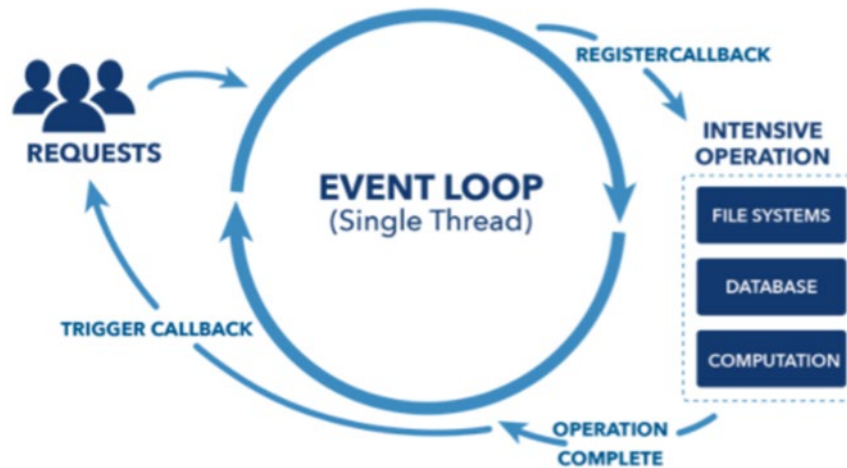 REGISTERCALLBACK
REQUESTS
INTENSIVE
OPERATION
EVENT LOOP
(Single Thread)
FILE SYSTEMS
DATABASE
TRIGGER CALLBACK
COMPUTATION
OPERATION
COMPLETE